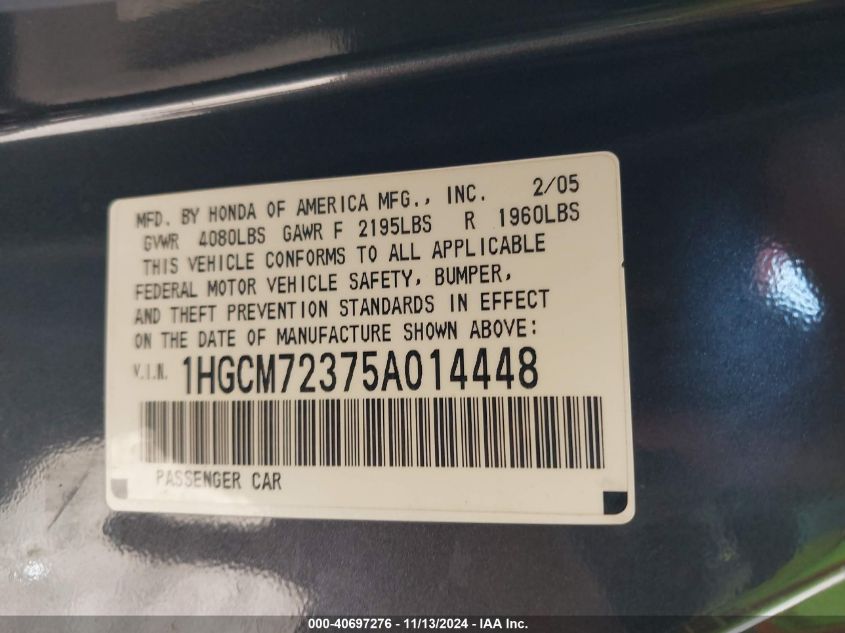 MFD. BY HONDA OF AMERICA MFG., INC. 2/05
GVWR 4080LBS GAWR F 2195LBS R 1960LBS
THIS VEHICLE CONFORMS TO ALL APPLICABLE
FEDERAL MOTOR VEHICLE SAFETY, BUMPER,
AND THEFT PREVENTION STANDARDS IN EFFECT
ON THE DATE OF MANUFACTURE SHOWN ABOVE:
V.I.N. 1HGCM72375A014448
PASSENGER CAR
000-40697276 - 11/13/2024 - IAA Inc.